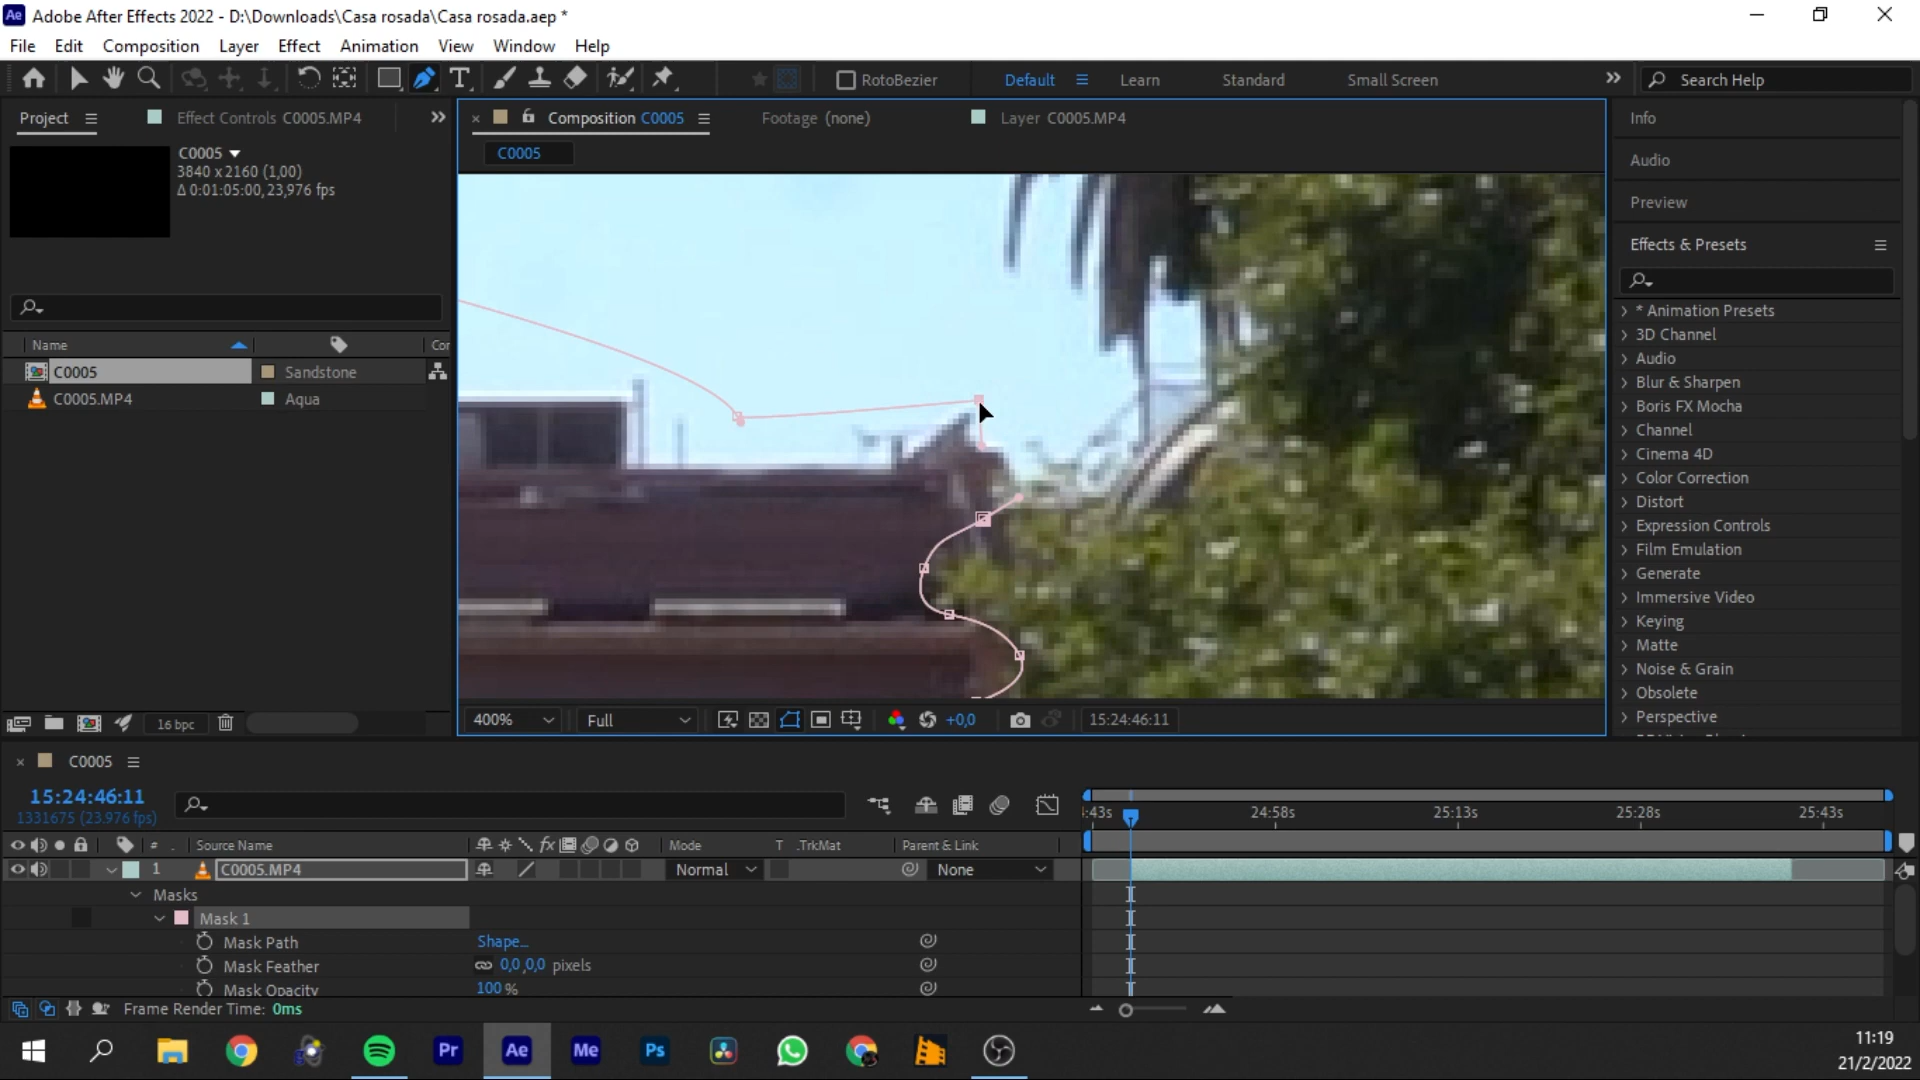 Ae Adobe After Effects 2022 - D:\Downloads\Casa rosada\Casa rosada.aep *
File Edit Composition Layer Effect Animation View Window Help
T RotoBezier Default Learn Standard Small Screen Search Help
Project Effect Controls C0005.MP4
Composition C0005 Footage (none) Layer C0005.MP4
C0005
C0005
3840 x 2160 (1,00)
Δ 0:01:05:00, 23,976 fps
Name Cor
C0005 Sandstone
C0005.MP4 Aqua
16 bpc
400% Full +0,0 15:24:46:11
Info
Audio
Preview
Effects & Presets
* Animation Presets
3D Channel
Audio
Blur & Sharpen
Boris FX Mocha
Channel
Cinema 4D
Color Correction
Distort
Expression Controls
Film Emulation
Generate
Immersive Video
Keying
Matte
Noise & Grain
Obsolete
Perspective
C0005
15:24:46:11
1331675 (23.976 fps)
:43s 24:58s 25:13s 25:28s 25:43s
# . Source Name fx Mode T .TrkMat Parent & Link
1 C0005.MP4 Normal None
Masks
Mask 1
Mask Path Shape...
Mask Feather 0,0,0,0 pixels
Mask Opacity 100 %
Frame Render Time: 0ms
Pr Ae Me Ps
11:19
21/2/2022